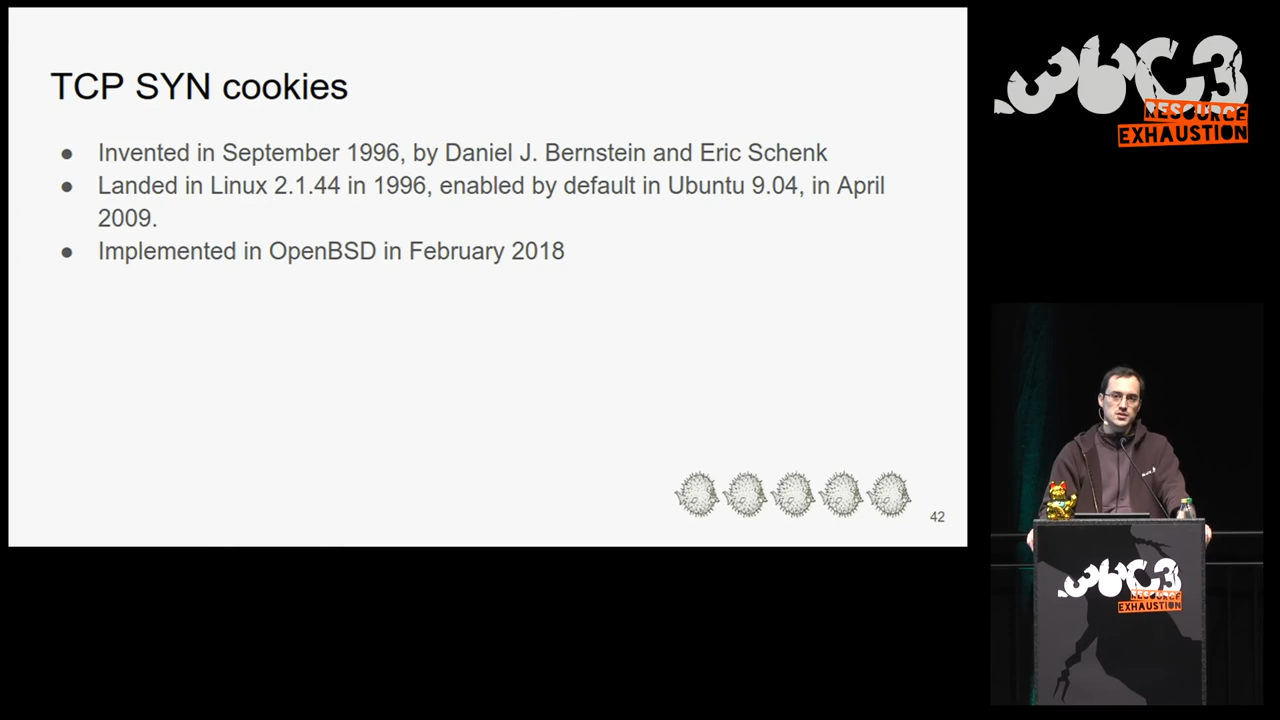 TCP SYN cookies
● Invented in September 1996, by Daniel J. Bernstein and Eric Schenk
● Landed in Linux 2.1.44 in 1996, enabled by default in Ubuntu 9.04, in April
2009.
● Implemented in OpenBSD in February 2018
42
36C3
RESOURCE
EXHAUSTION
36C3
RESOURCE
EXHAUSTION